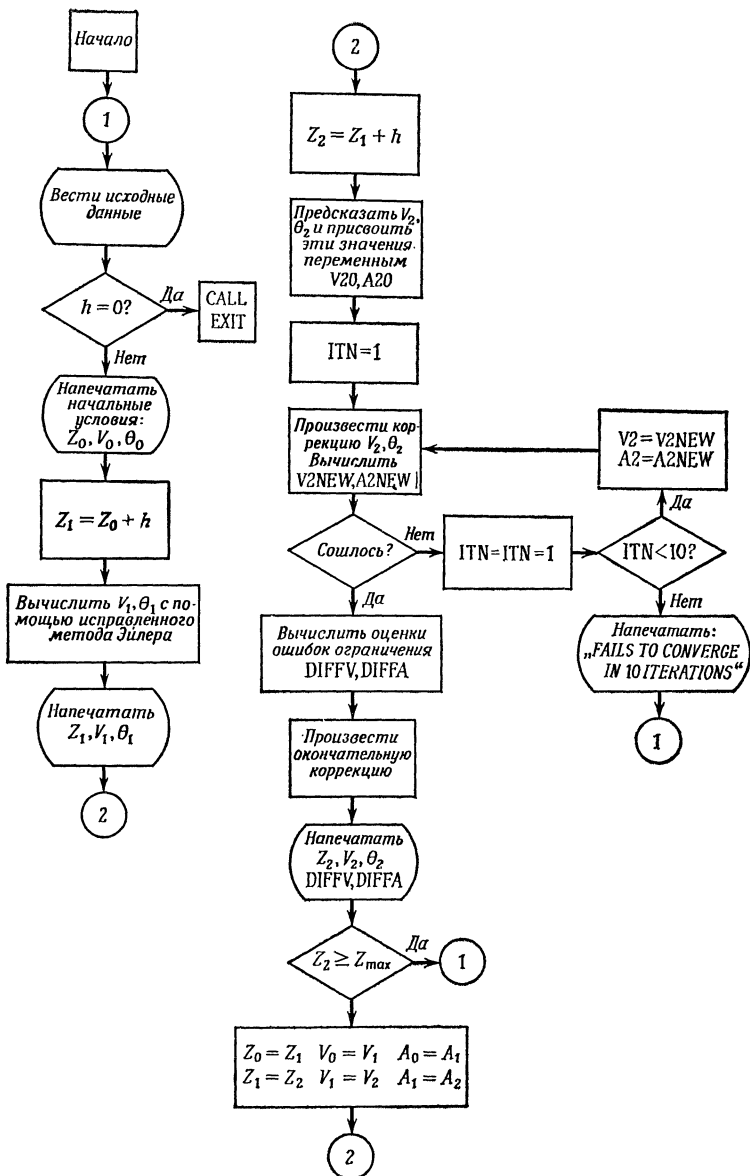 Начало
1
Вести исходные
данные
h = 0?
Да
CALL
EXIT
Нет
Напечатать
начальные
условия:
Z₀, V₀, θ₀
Z₁ = Z₀ + h
Вычислить V₁, θ₁ с по-
мощью исправленного
метода Эйлера
Напечатать
Z₁, V₁, θ₁
2
2
Z₂ = Z₁ + h
Предсказать V₂,
θ₂ и присвоить
эти значения
переменным
V20, A20
ITN=1
Произвести кор-
рекцию V₂, θ₂
Вычислить
V2NEW, A2NEW
Сошлось?
Нет
ITN=ITN=1
ITN<10?
Да
V2=V2NEW
A2=A2NEW
Нет
Напечатать:
„FAILS TO CONVERGE
IN 10 ITERATIONS“
1
Да
Вычислить оценки
ошибок ограничения
DIFFV, DIFFA
Произвести
окончательную
коррекцию
Напечатать
Z₂, V₂, θ₂
DIFFV, DIFFA
Z₂ ≥ Zmax
Да
1
Z₀ = Z₁ V₀ = V₁ A₀ = A₁
Z₁ = Z₂ V₁ = V₂ A₁ = A₂
2